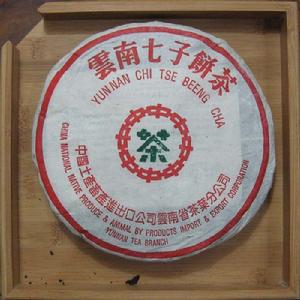 雲南七子餅茶
YUNNAN CHI TSE BEENG CHA
茶
中國土產畜產進出口公司雲南省茶葉分公司
CHINA NATIONAL NATIVE PRODUCE & ANIMAL BY PRODUCTS IMPORT & EXPORT CORPORATION
YUNNAN TEA BRANCH